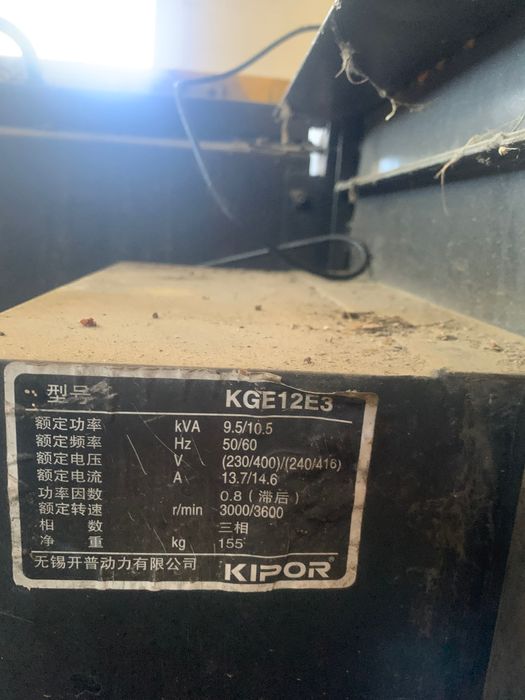 型号 KGE12E3
额定功率 kVA 9.5/10.5
额定频率 Hz 50/60
额定电压 V (230/400)/(240/416)
额定电流 A 13.7/14.6
功率因数 0.8(滞后)
额定转速 r/min 3000/3600
相数 三相
净重 kg 155
无锡开普动力有限公司 KIPOR®